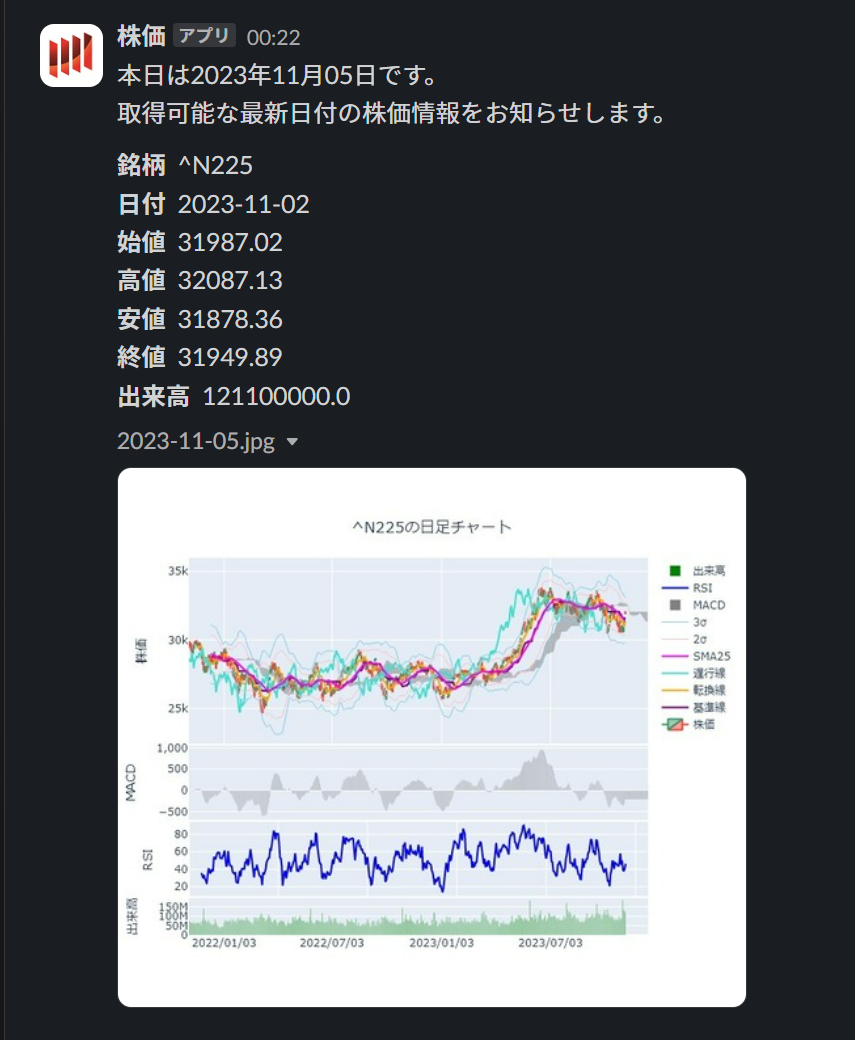 株価 アプリ 00:22
本日は2023年11月05日です。
取得可能な最新日付の株価情報をお知らせします。
銘柄 ^N225
日付 2023-11-02
始値 31987.02
高値 32087.13
安値 31878.36
終値 31949.89
出来高 121100000.0
2023-11-05.jpg
^N225の日足チャート
35k
30k
25k
株価
1,000
500
0
−500
MACD
80
60
40
20
RSI
150M
100M
50M
0
出来高
2022/01/03 2022/07/03 2023/01/03 2023/07/03
出来高
RSI
MACD
3σ
2σ
SMA25
遅行線
転換線
基準線
株価